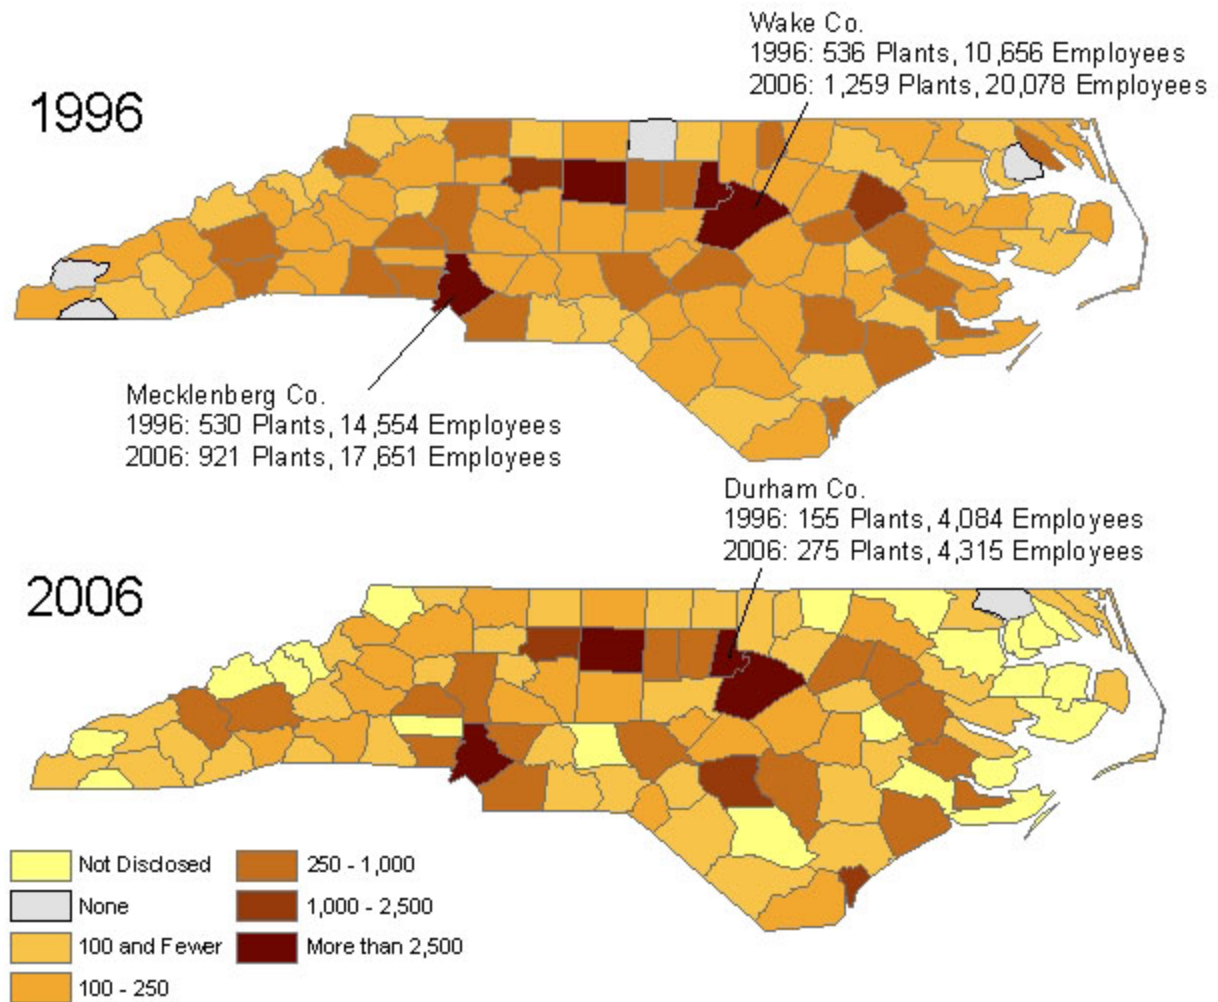 Wake Co.
1996: 536 Plants, 10,656 Employees
2006: 1,259 Plants, 20,078 Employees
1996
Mecklenberg Co.
1996: 530 Plants, 14,554 Employees
2006: 921 Plants, 17,651 Employees
Durham Co.
1996: 155 Plants, 4,084 Employees
2006: 275 Plants, 4,315 Employees
2006
Not Disclosed
None
100 and Fewer
100 - 250
250 - 1,000
1,000 - 2,500
More than 2,500